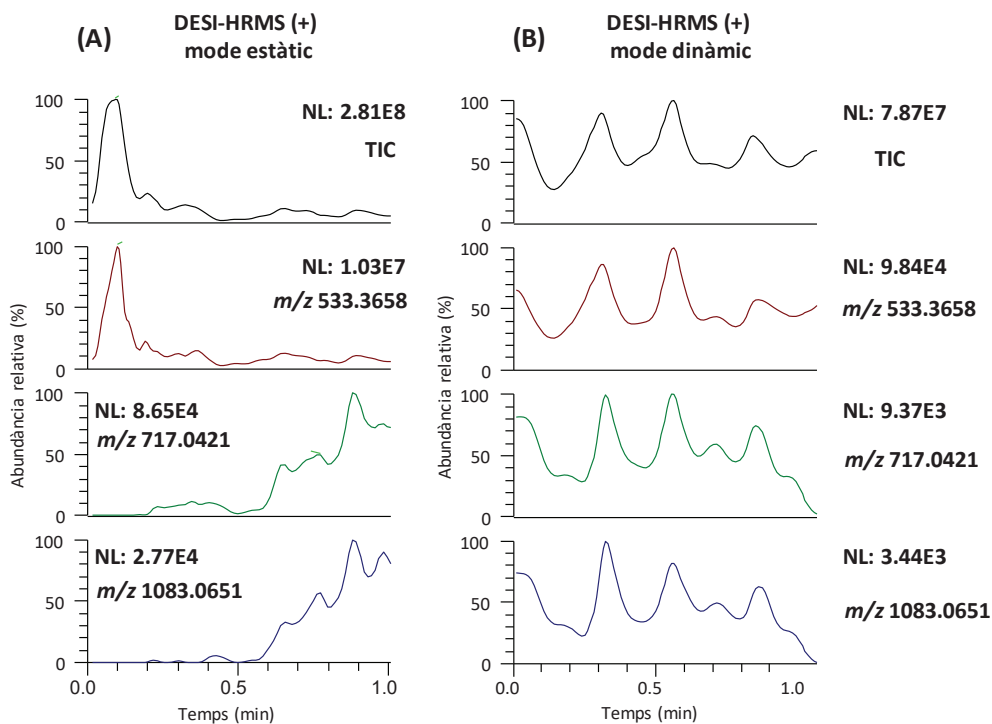 (A)
DESI-HRMS (+)
mode estàtic
100
50
0
NL: 2.81E8
TIC
100
50
0
NL: 1.03E7
m/z 533.3658
100
50
0
NL: 8.65E4
m/z 717.0421
100
50
0
NL: 2.77E4
m/z 1083.0651
0.0
0.5
1.0
Temps (min)
Abundància relativa (%)
(B)
DESI-HRMS (+)
mode dinàmic
100
50
0
NL: 7.87E7
TIC
100
50
0
NL: 9.84E4
m/z 533.3658
100
50
0
NL: 9.37E3
m/z 717.0421
100
50
0
NL: 3.44E3
m/z 1083.0651
0.0
0.5
1.0
Temps (min)
Abundància relativa (%)